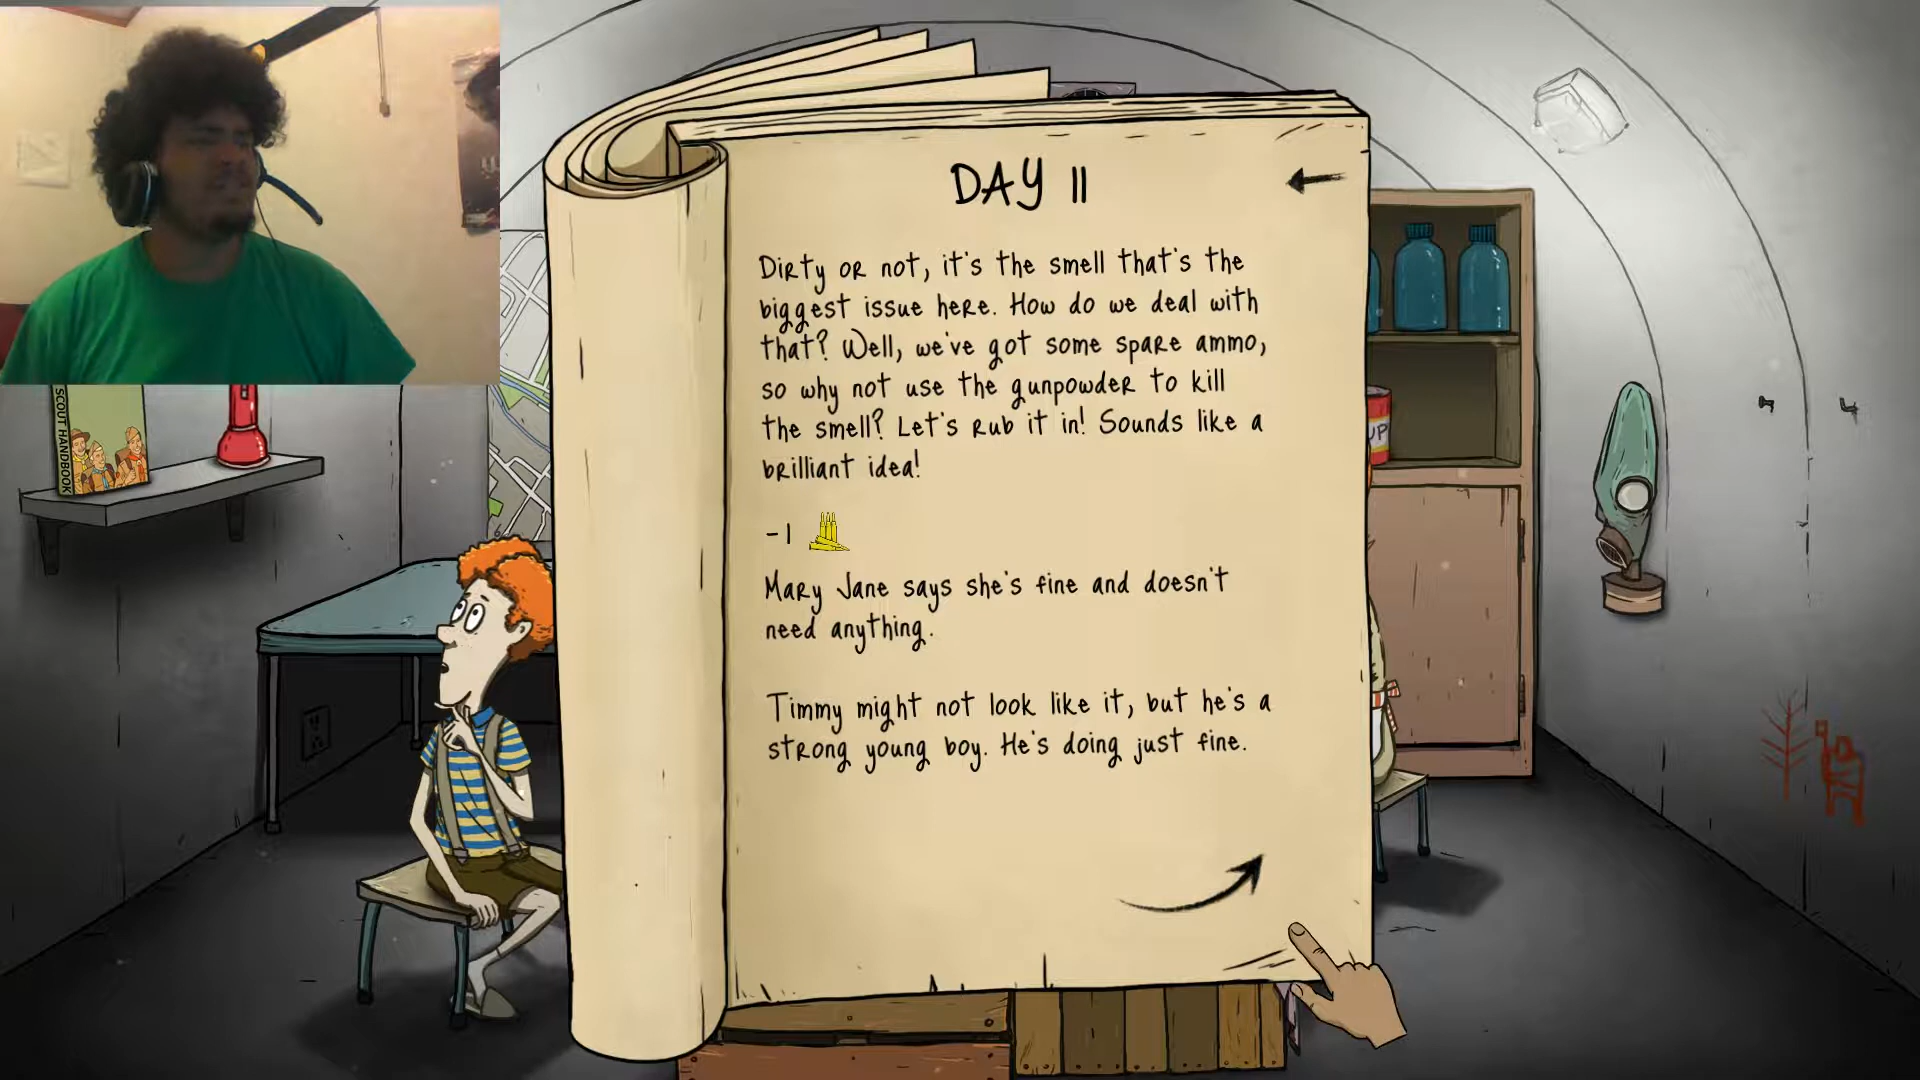 DAY 11
Dirty or not, it's the smell that's the
biggest issue here. How do we deal with
that? Well, we've got some spare ammo,
so why not use the gunpowder to kill
the smell? Let's rub it in! Sounds like a
brilliant idea!
-1
Mary Jane says she's fine and doesn't
need anything.
Timmy might not look like it, but he's a
strong young boy. He's doing just fine.
SCOUT HANDBOOK
UP